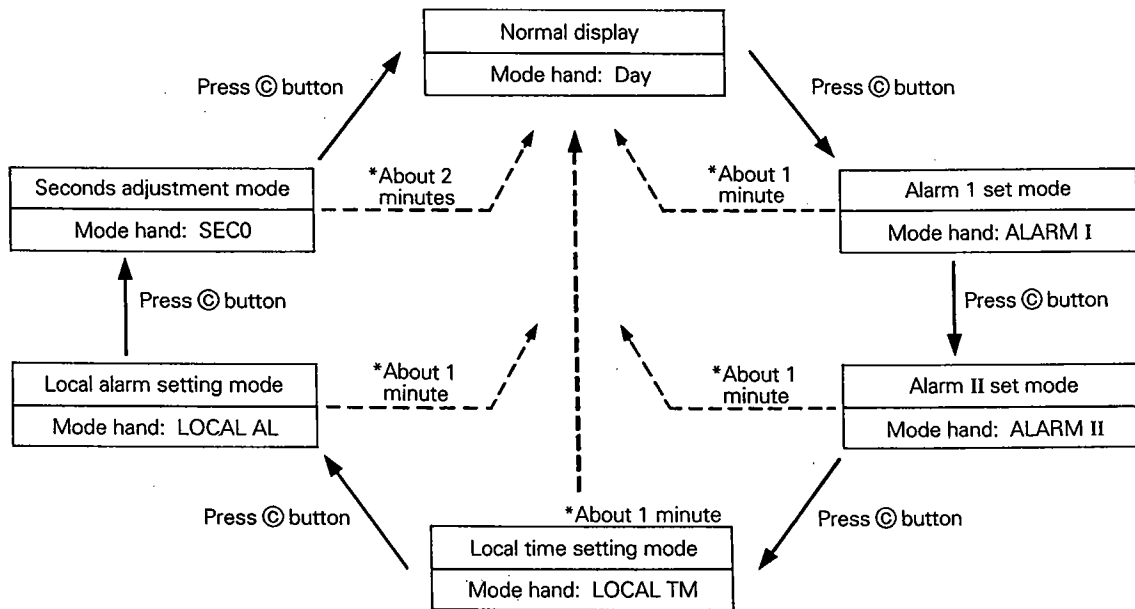 Normal display
Mode hand: Day
Press Ⓒ button
Press Ⓒ button
*About 2
minutes
*About 1
minute
Seconds adjustment mode
Mode hand: SEC0
Alarm 1 set mode
Mode hand: ALARM I
Press Ⓒ button
Press Ⓒ button
Local alarm setting mode
Mode hand: LOCAL AL
*About 1
minute
*About 1
minute
Alarm II set mode
Mode hand: ALARM II
Press Ⓒ button
*About 1 minute
Press Ⓒ button
Local time setting mode
Mode hand: LOCAL TM